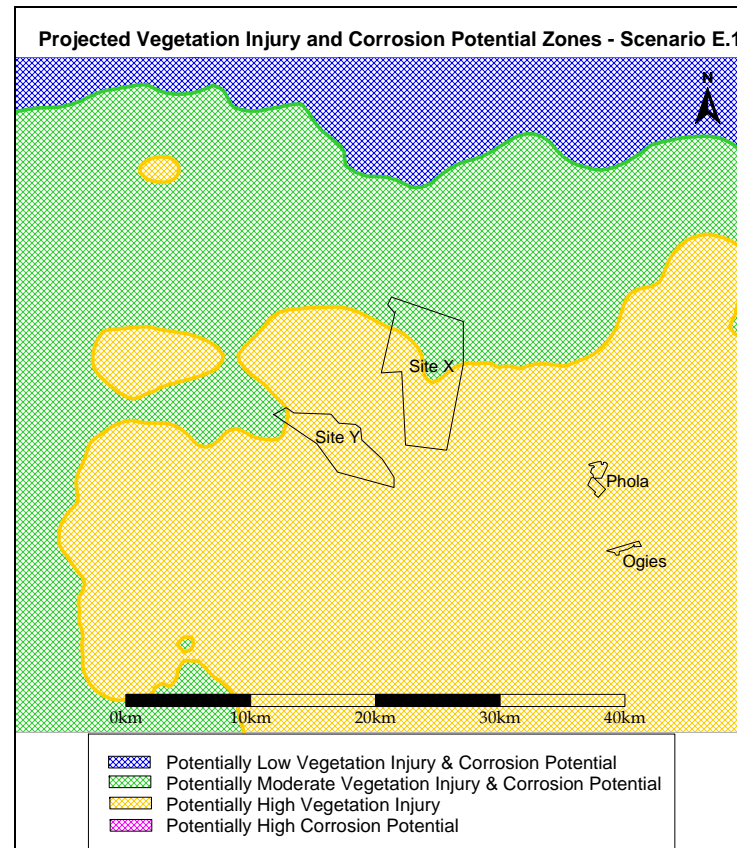 Projected Vegetation Injury and Corrosion Potential Zones - Scenario E.1
N
Site X
Site Y
Phola
Ogies
0km 10km 20km 30km 40km
Potentially Low Vegetation Injury & Corrosion Potential
Potentially Moderate Vegetation Injury & Corrosion Potential
Potentially High Vegetation Injury
Potentially High Corrosion Potential